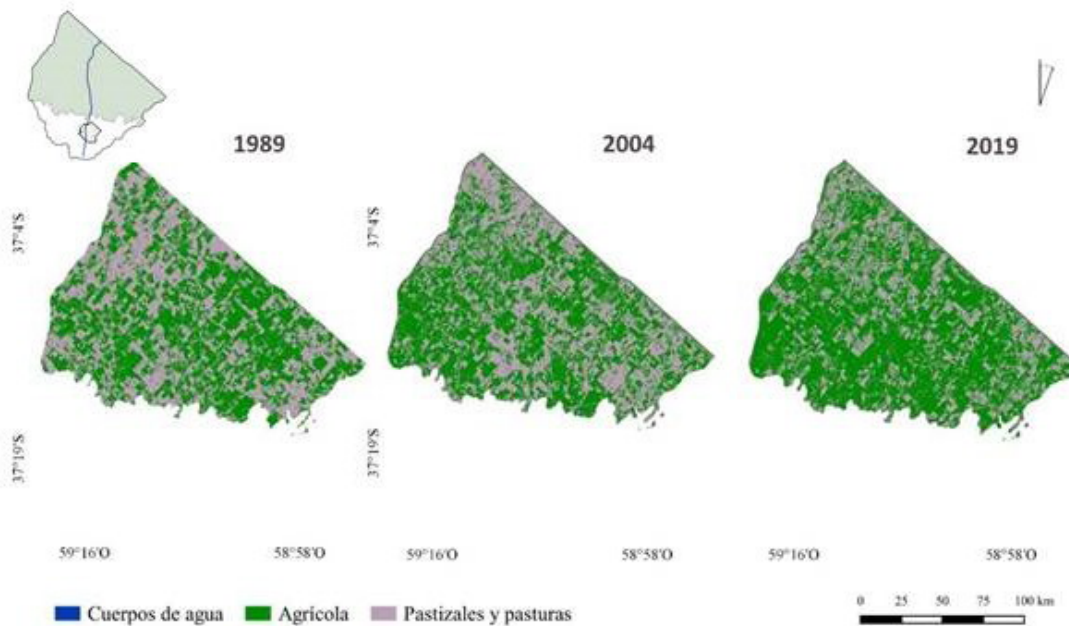 1989
2004
2019
37°4'S
37°4'S
37°19'S
37°19'S
59°16'O
58°58'O
59°16'O
58°58'O
59°16'O
58°58'O
Cuerpos de agua
Agrícola
Pastizales y pasturas
0 25 50 75 100 km